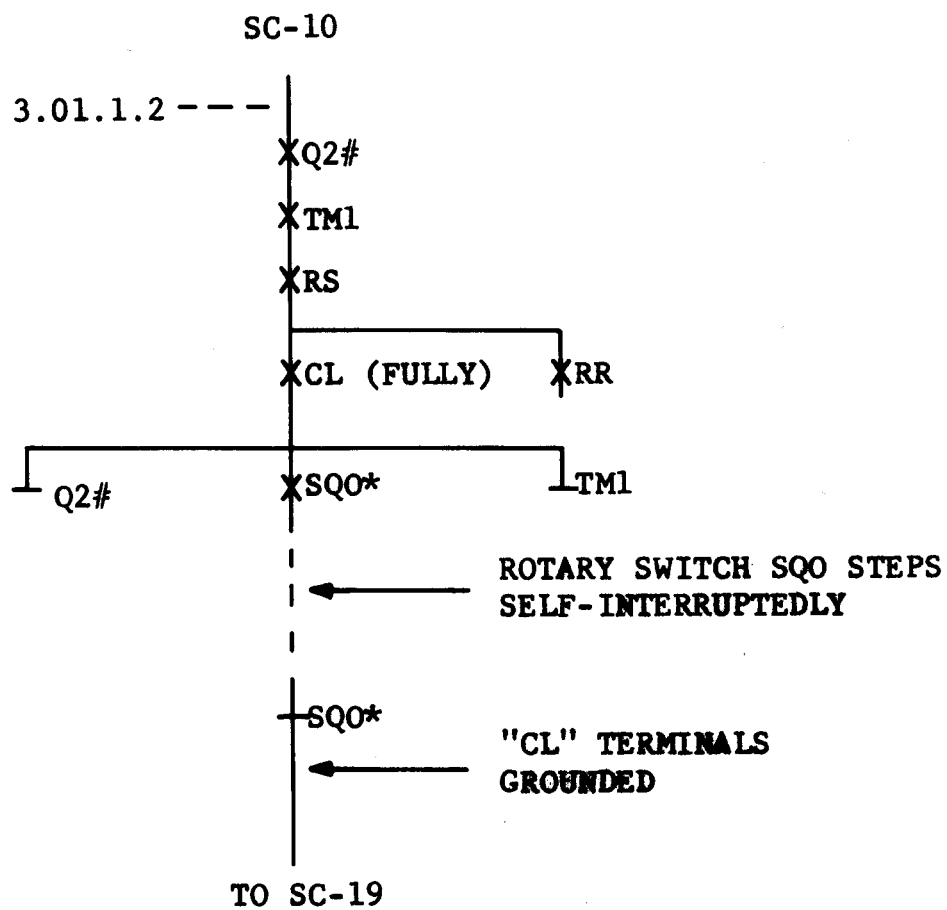 SC-10
3.01.1.2
Q2#
TM1
RS
CL (FULLY)
RR
Q2#
SQO*
TM1
ROTARY SWITCH SQO STEPS
SELF-INTERRUPTEDLY
SQO*
"CL" TERMINALS
GROUNDED
TO SC-19